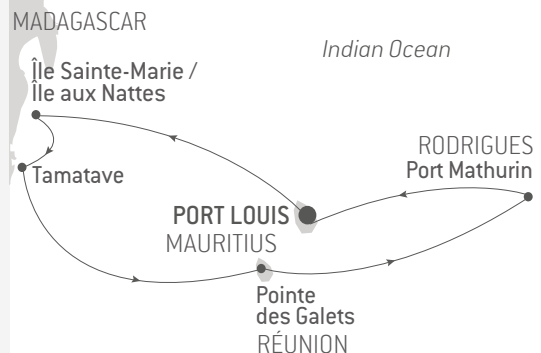 MADAGASCAR
Indian Ocean
Île Sainte-Marie /
Île aux Nattes
RODRIGUES
Port Mathurin
Tamatave
PORT LOUIS
MAURITIUS
Pointe
des Galets
RÉUNION